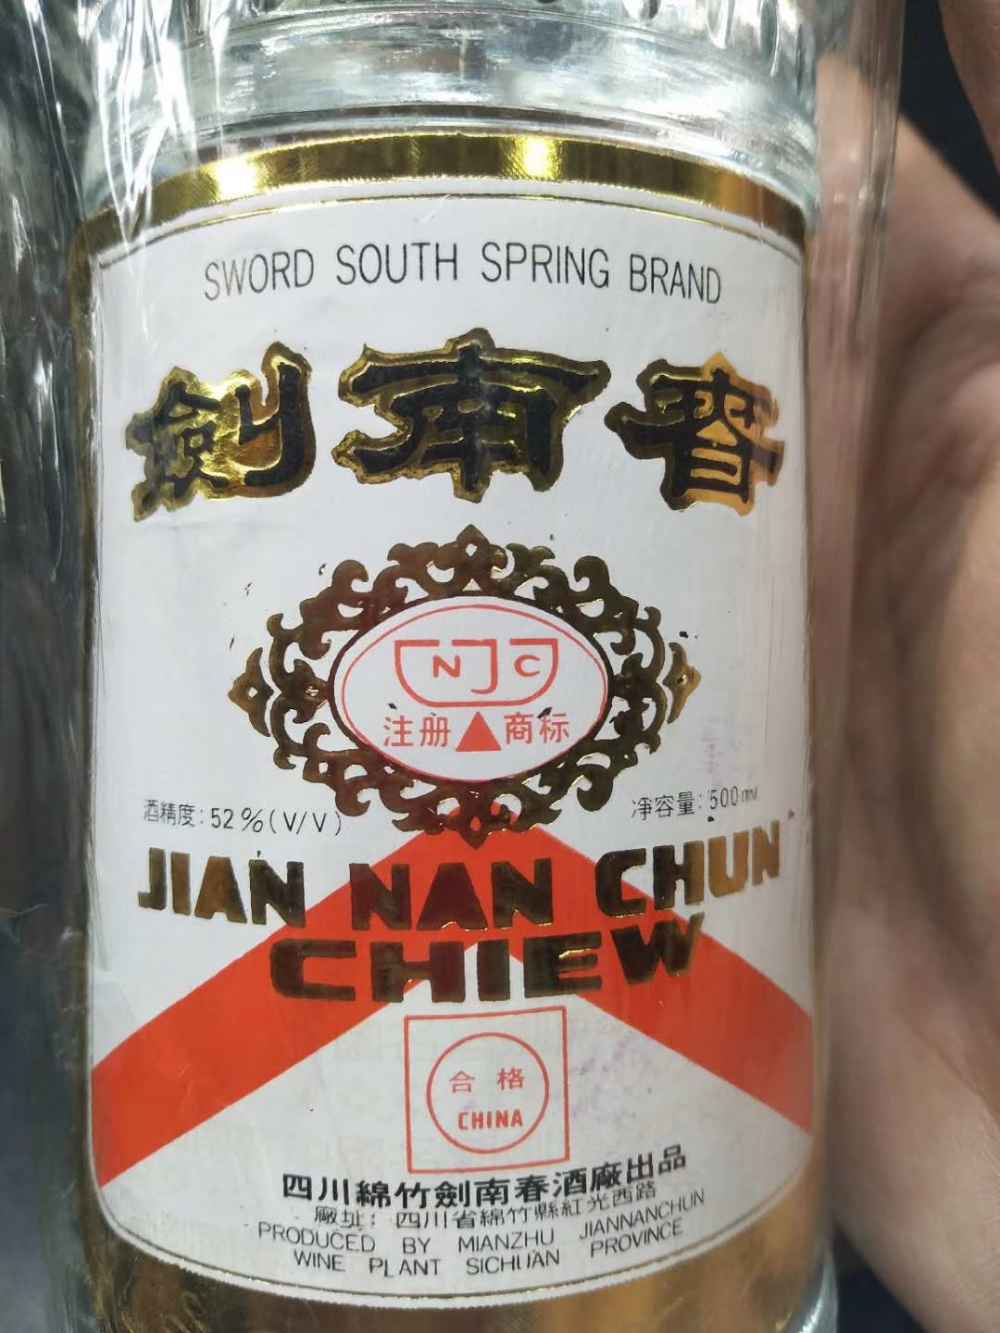 SWORD SOUTH SPRING BRAND
劍南春
NJC
注册 商标
酒精度: 52%(V/V)
净容量: 500ml
JIAN NAN CHUN
CHIEW
合格
CHINA
四川綿竹劍南春酒廠出品
廠址: 四川省綿竹縣紅光西路
PRODUCED BY MIANZHU JIANNANCHUN
WINE PLANT SICHUAN PROVINCE